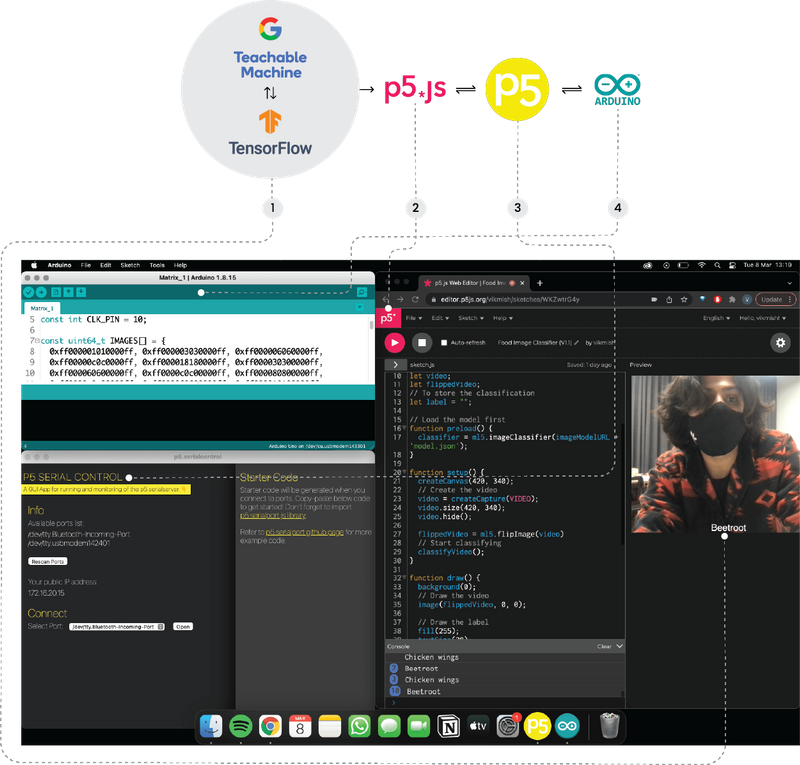 Teachable
Machine
TensorFlow
p5.js
p5
ARDUINO
1
2
3
4
Arduino File Edit Sketch Tools Help
Tue 8 Mar 13:19
Matrix_1 | Arduino 1.8.15
Matrix_1
5 const int CLK_PIN = 10;
6
7 const uint64_t IMAGES[] = {
8 0xff000001010000ff, 0xff000003030000ff, 0xff000006060000ff,
9 0xff00000c0c0000ff, 0xff000018180000ff, 0xff000030300000ff,
10 0xff000060600000ff, 0xff0000c0c00000ff, 0xff000080800000ff,
Arduino Uno on /dev/cu.usbmodem143301
p5.serialcontrol
P5 SERIAL CONTROL
A GUI App for running and monitoring of the p5 serialserver.
Info
Available ports list:
/dev/tty.Bluetooth-Incoming-Port
/dev/tty.usbmodem142401
Rescan Ports
Your public IP address:
172.16.20.15
Connect
Select Port: /dev/tty.Bluetooth-Incoming-Port Open
Starter Code
Starter code will be generated when you
connect to ports. Copy-paste below code
to get started! Don't forget to import
p5.serialport.js library.
Refer to p5.serialport github page for more
example code.
p5.js Web Editor | Food Im
editor.p5js.org/vikmish/sketches/WKZwtrG4y
Update
p5* File Edit Sketch Help English Hello, vikmish!
Auto-refresh Food Image Classifier (V1.1) by vikmish
sketch.js Saved: 1 day ago Preview
10 let video;
11 let flippedVideo;
12 // To store the classification
13 let label = "";
14
15 // Load the model first
16 function preload() {
17 classifier = ml5.imageClassifier(imageModelURL +
'model.json');
18 }
19
20 function setup() {
21 createCanvas(420, 340);
22 // Create the video
23 video = createCapture(VIDEO);
24 video.size(420, 340);
25 video.hide();
26
27 flippedVideo = ml5.flipImage(video)
28 // Start classifying
29 classifyVideo();
30 }
31
32 function draw() {
33 background(0);
34 // Draw the video
35 image(flippedVideo, 0, 0);
36
37 // Draw the label
38 fill(255);
Beetroot
Console Clear
Chicken wings
2 Beetroot
3 Chicken wings
10 Beetroot
MAR
8
tv
1
p5